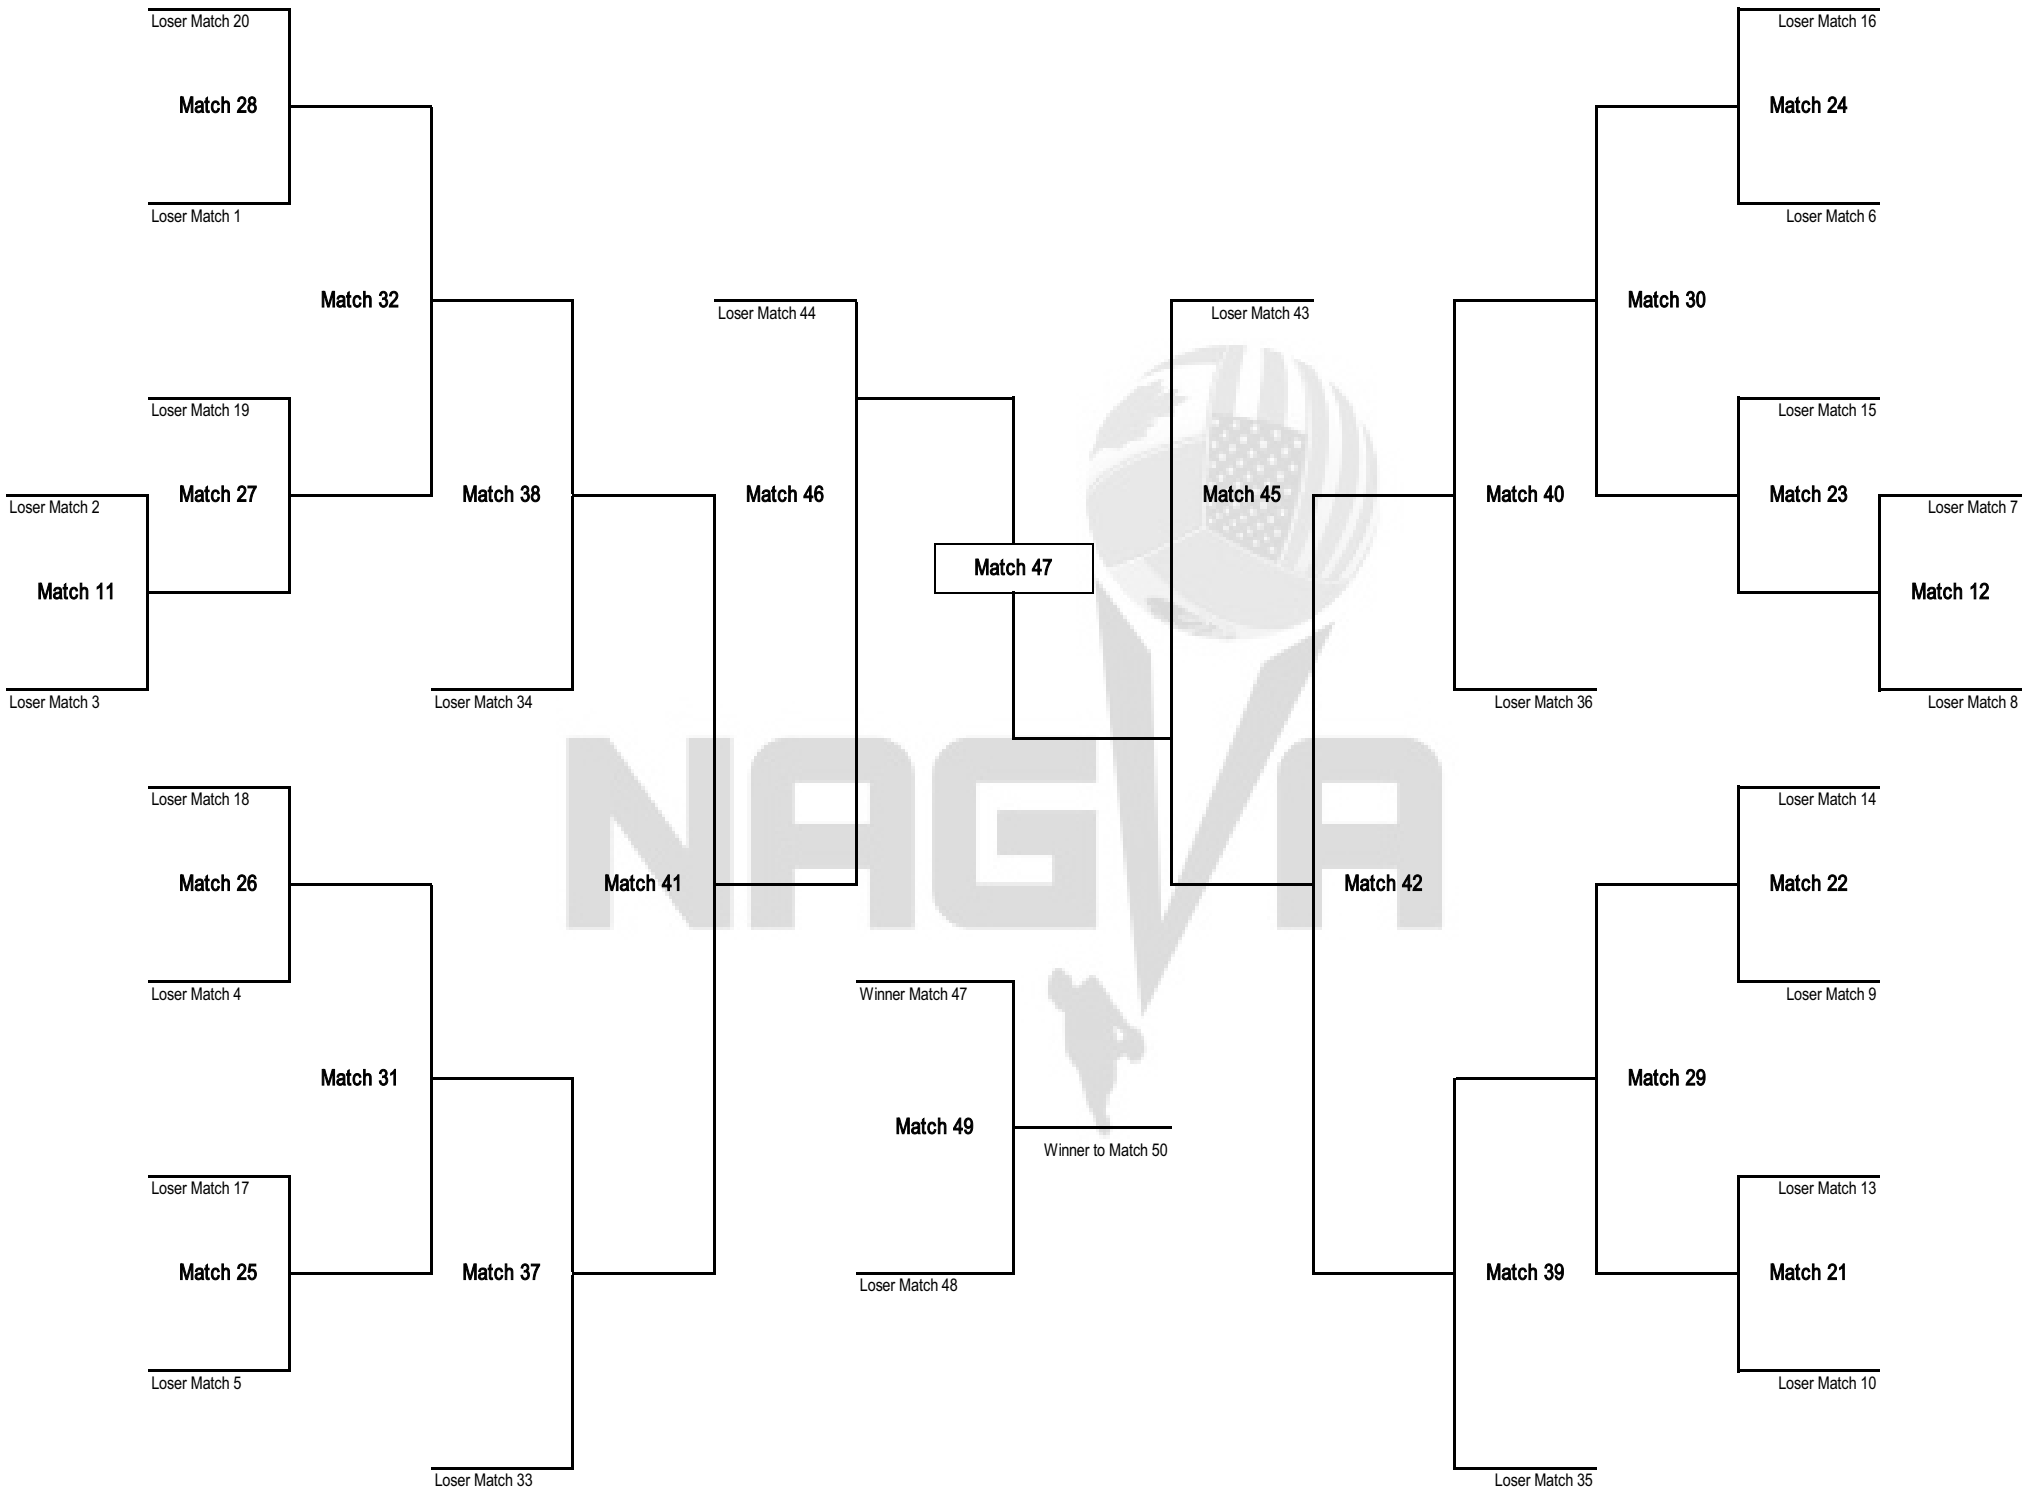 Loser Match 20
Loser Match 16
Match 28
Match 24
Loser Match 1
Loser Match 6
Match 32
Loser Match 44
Loser Match 43
Match 30
Loser Match 19
Loser Match 15
Loser Match 2
Match 27
Match 38
Match 46
Match 45
Match 40
Match 23
Loser Match 7
Match 47
Match 11
Match 12
Loser Match 3
Loser Match 34
Loser Match 36
Loser Match 8
NAGVA
Loser Match 18
Loser Match 14
Match 26
Match 41
Match 42
Match 22
Loser Match 4
Winner Match 47
Loser Match 9
Match 31
Match 29
Match 49
Winner to Match 50
Loser Match 17
Loser Match 13
Match 25
Match 37
Loser Match 48
Match 39
Match 21
Loser Match 5
Loser Match 10
Loser Match 33
Loser Match 35